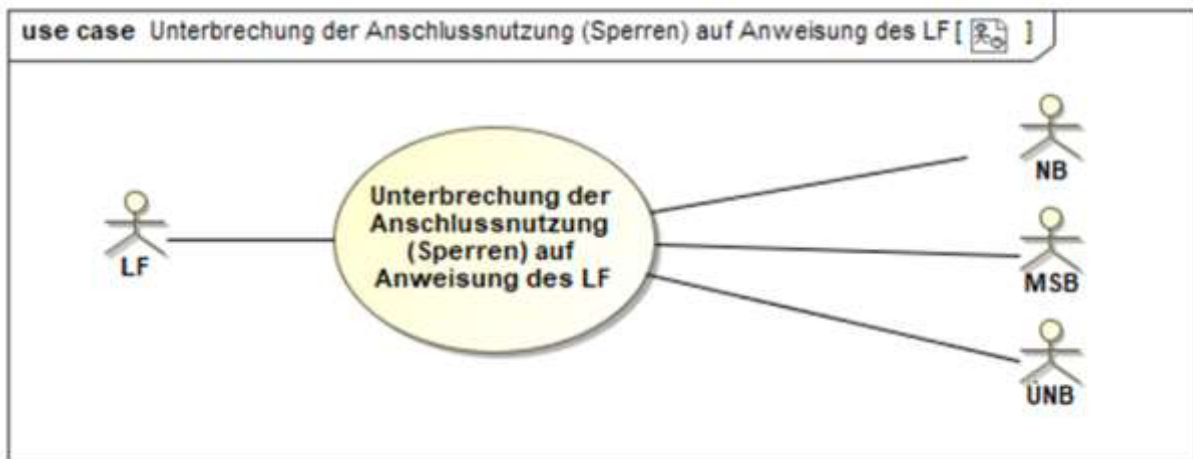 use case Unterbrechung der Anschlussnutzung (Sperren) auf Anweisung des LF [ ]
Unterbrechung der
Anschlussnutzung
(Sperren) auf
Anweisung des LF
LF
NB
MSB
ÜNB